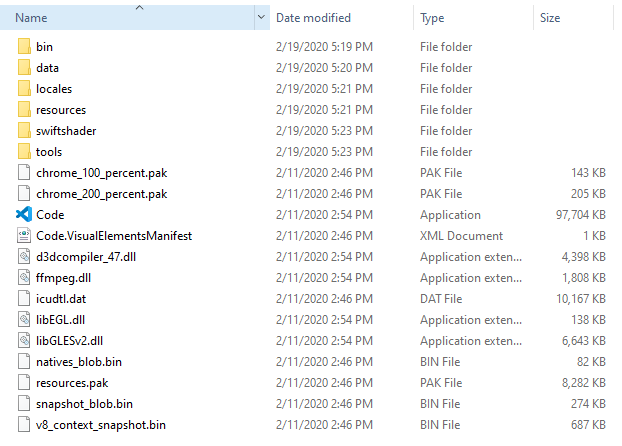 Name Date modified Type Size
bin 2/19/2020 5:19 PM File folder
data 2/19/2020 5:20 PM File folder
locales 2/19/2020 5:21 PM File folder
resources 2/19/2020 5:21 PM File folder
swiftshader 2/19/2020 5:23 PM File folder
tools 2/19/2020 5:23 PM File folder
chrome_100_percent.pak 2/11/2020 2:46 PM PAK File 143 KB
chrome_200_percent.pak 2/11/2020 2:46 PM PAK File 205 KB
Code 2/11/2020 2:54 PM Application 97,704 KB
Code.VisualElementsManifest 2/11/2020 2:46 PM XML Document 1 KB
d3dcompiler_47.dll 2/11/2020 2:54 PM Application exten... 4,398 KB
ffmpeg.dll 2/11/2020 2:54 PM Application exten... 1,808 KB
icudtl.dat 2/11/2020 2:46 PM DAT File 10,167 KB
libEGL.dll 2/11/2020 2:54 PM Application exten... 138 KB
libGLESv2.dll 2/11/2020 2:54 PM Application exten... 6,643 KB
natives_blob.bin 2/11/2020 2:46 PM BIN File 82 KB
resources.pak 2/11/2020 2:46 PM PAK File 8,282 KB
snapshot_blob.bin 2/11/2020 2:46 PM BIN File 274 KB
v8_context_snapshot.bin 2/11/2020 2:46 PM BIN File 687 KB